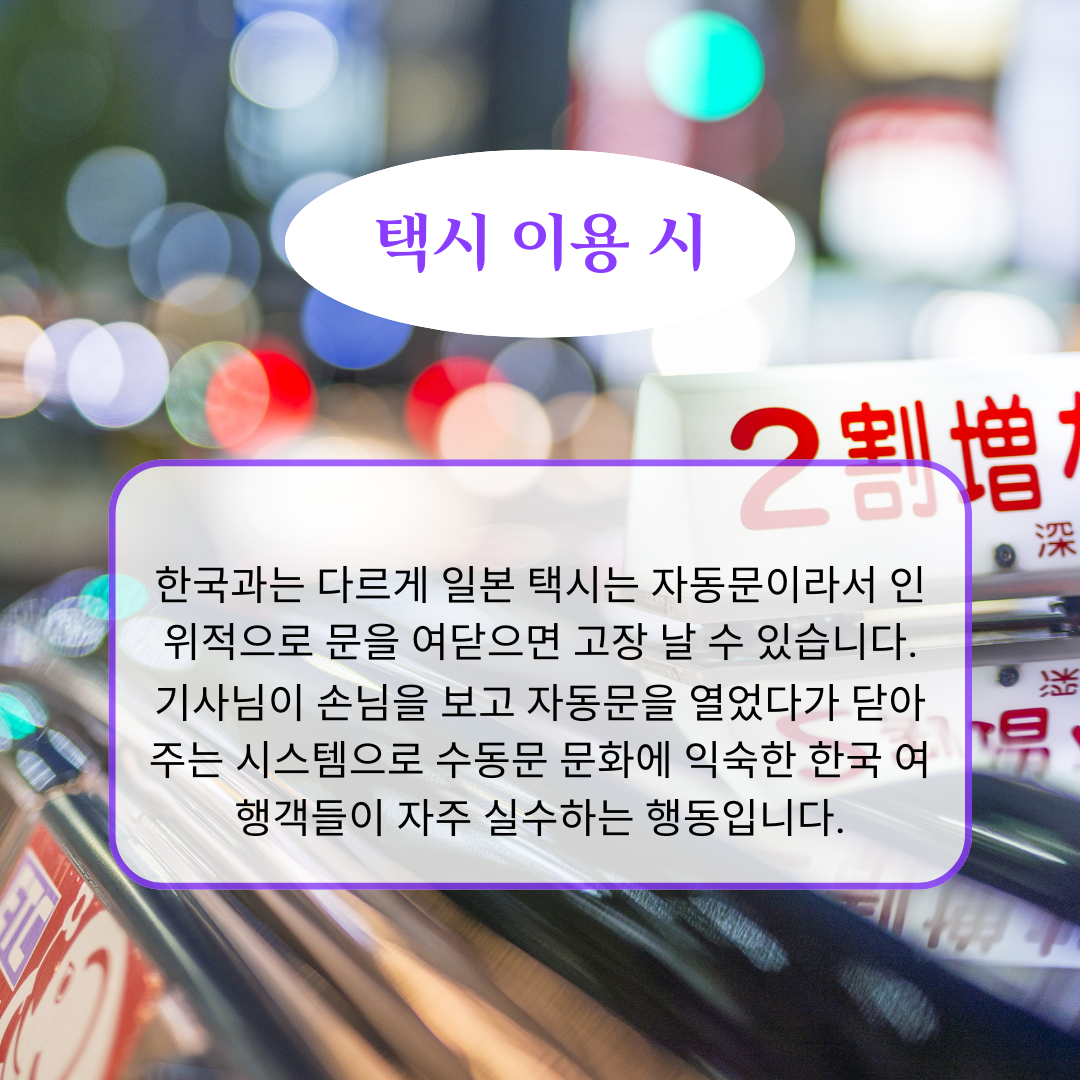 택시 이용 시
2割増
深
한국과는 다르게 일본 택시는 자동문이라서 인
위적으로 문을 여닫으면 고장 날 수 있습니다.
기사님이 손님을 보고 자동문을 열었다가 닫아
주는 시스템으로 수동문 문화에 익숙한 한국 여
행객들이 자주 실수하는 행동입니다.